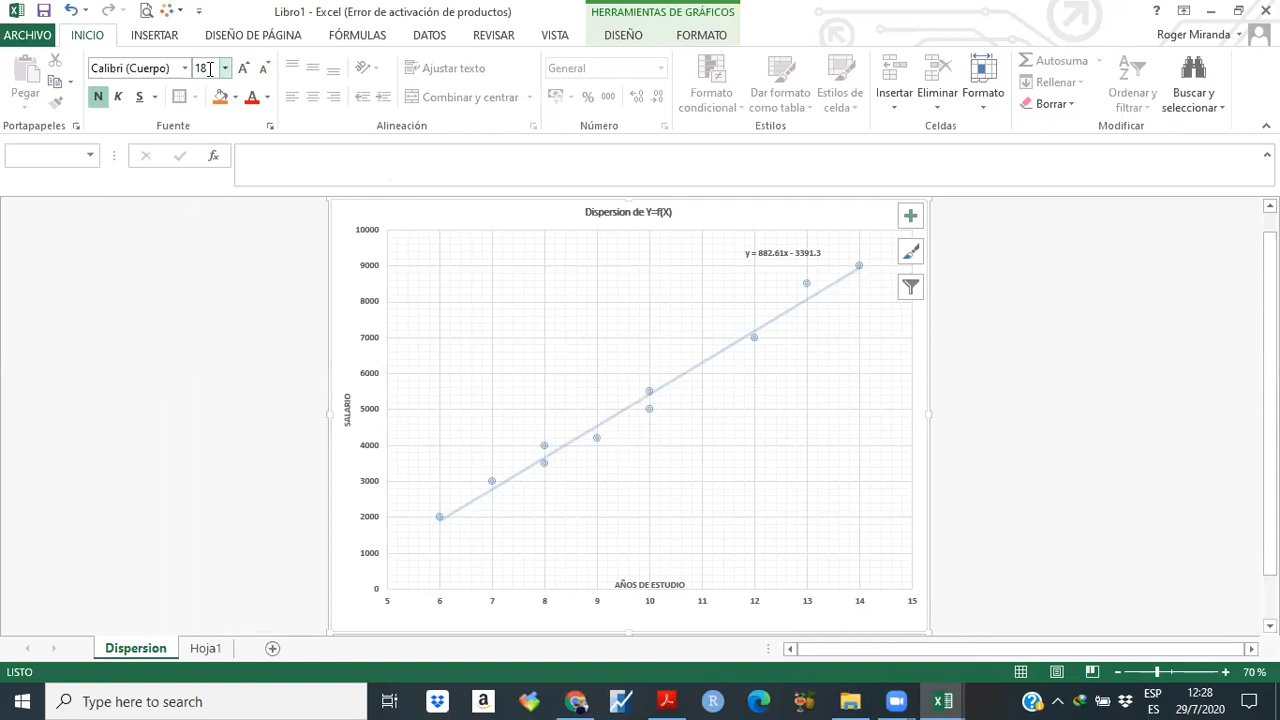 Libro1 - Excel (Error de activación de productos)
HERRAMIENTAS DE GRÁFICOS
?
ARCHIVO INICIO INSERTAR DISEÑO DE PÁGINA FÓRMULAS DATOS REVISAR VISTA DISEÑO FORMATO
Roger Miranda
Calibri (Cuerpo) 18
Ajustar texto
General
Autosuma
Rellenar
Pegar
N K S
Combinar y centrar
% 000
Formato condicional
Dar formato como tabla
Estilos de celda
Insertar Eliminar Formato
Borrar
Ordenar y filtrar
Buscar y seleccionar
Portapapeles Fuente Alineación Número Estilos Celdas Modificar
fx
Dispersion de Y=f(X)
10000
y = 882.61x - 3391.3
9000
8000
7000
6000
5000
SALARIO
4000
3000
2000
1000
AÑOS DE ESTUDIO
0
5 6 7 8 9 10 11 12 13 14 15
Dispersion Hoja1
LISTO
70 %
Type here to search
ESP
ES
12:28
29/7/2020